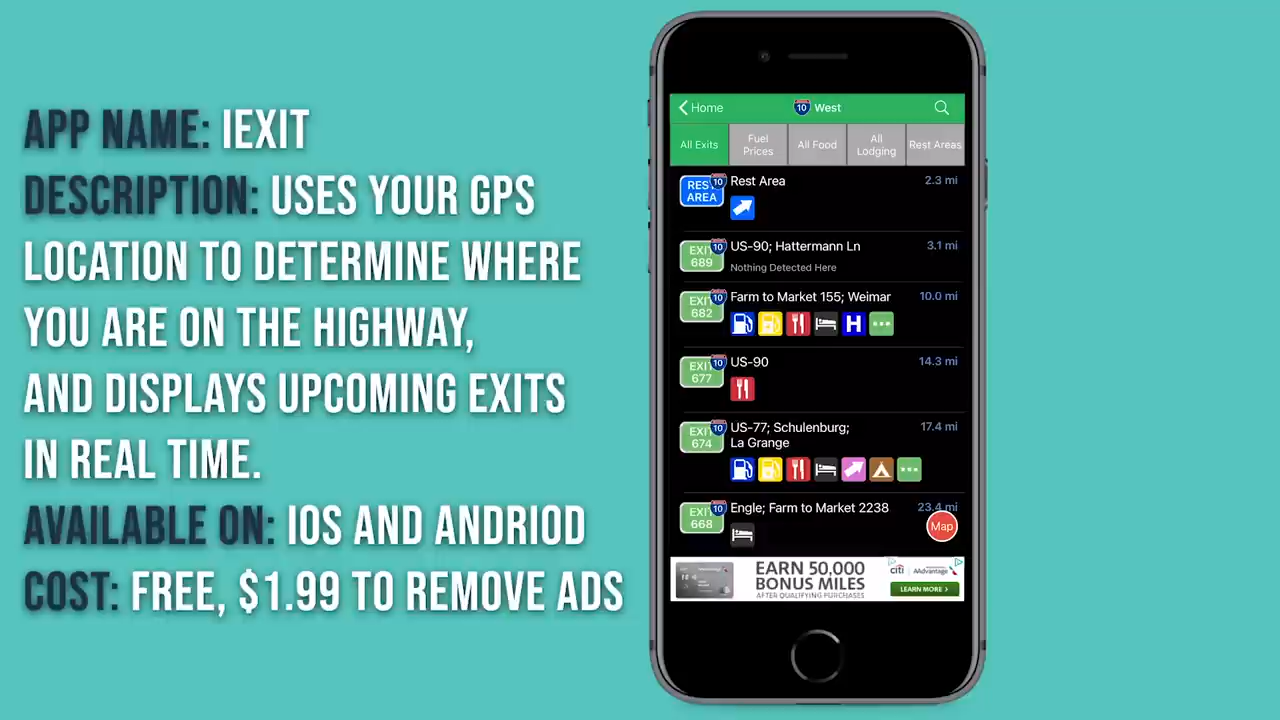 APP NAME: IEXIT
DESCRIPTION: USES YOUR GPS
LOCATION TO DETERMINE WHERE
YOU ARE ON THE HIGHWAY,
AND DISPLAYS UPCOMING EXITS
IN REAL TIME.
AVAILABLE ON: IOS AND ANDRIOD
COST: FREE, $1.99 TO REMOVE ADS
Home
10 West
All Exits
Fuel Prices
All Food
All Lodging
Rest Areas
REST AREA 10 Rest Area 2.3 mi
EXIT 689 10 US-90; Hattermann Ln 3.1 mi
Nothing Detected Here
EXIT 682 10 Farm to Market 155; Weimar 10.0 mi
H
EXIT 677 10 US-90 14.3 mi
EXIT 674 10 US-77; Schulenburg; 17.4 mi
La Grange
EXIT 668 10 Engle; Farm to Market 2238 23.4 mi
Map
EARN 50,000
BONUS MILES
AFTER QUALIFYING PURCHASES
citi AAdvantage
LEARN MORE >